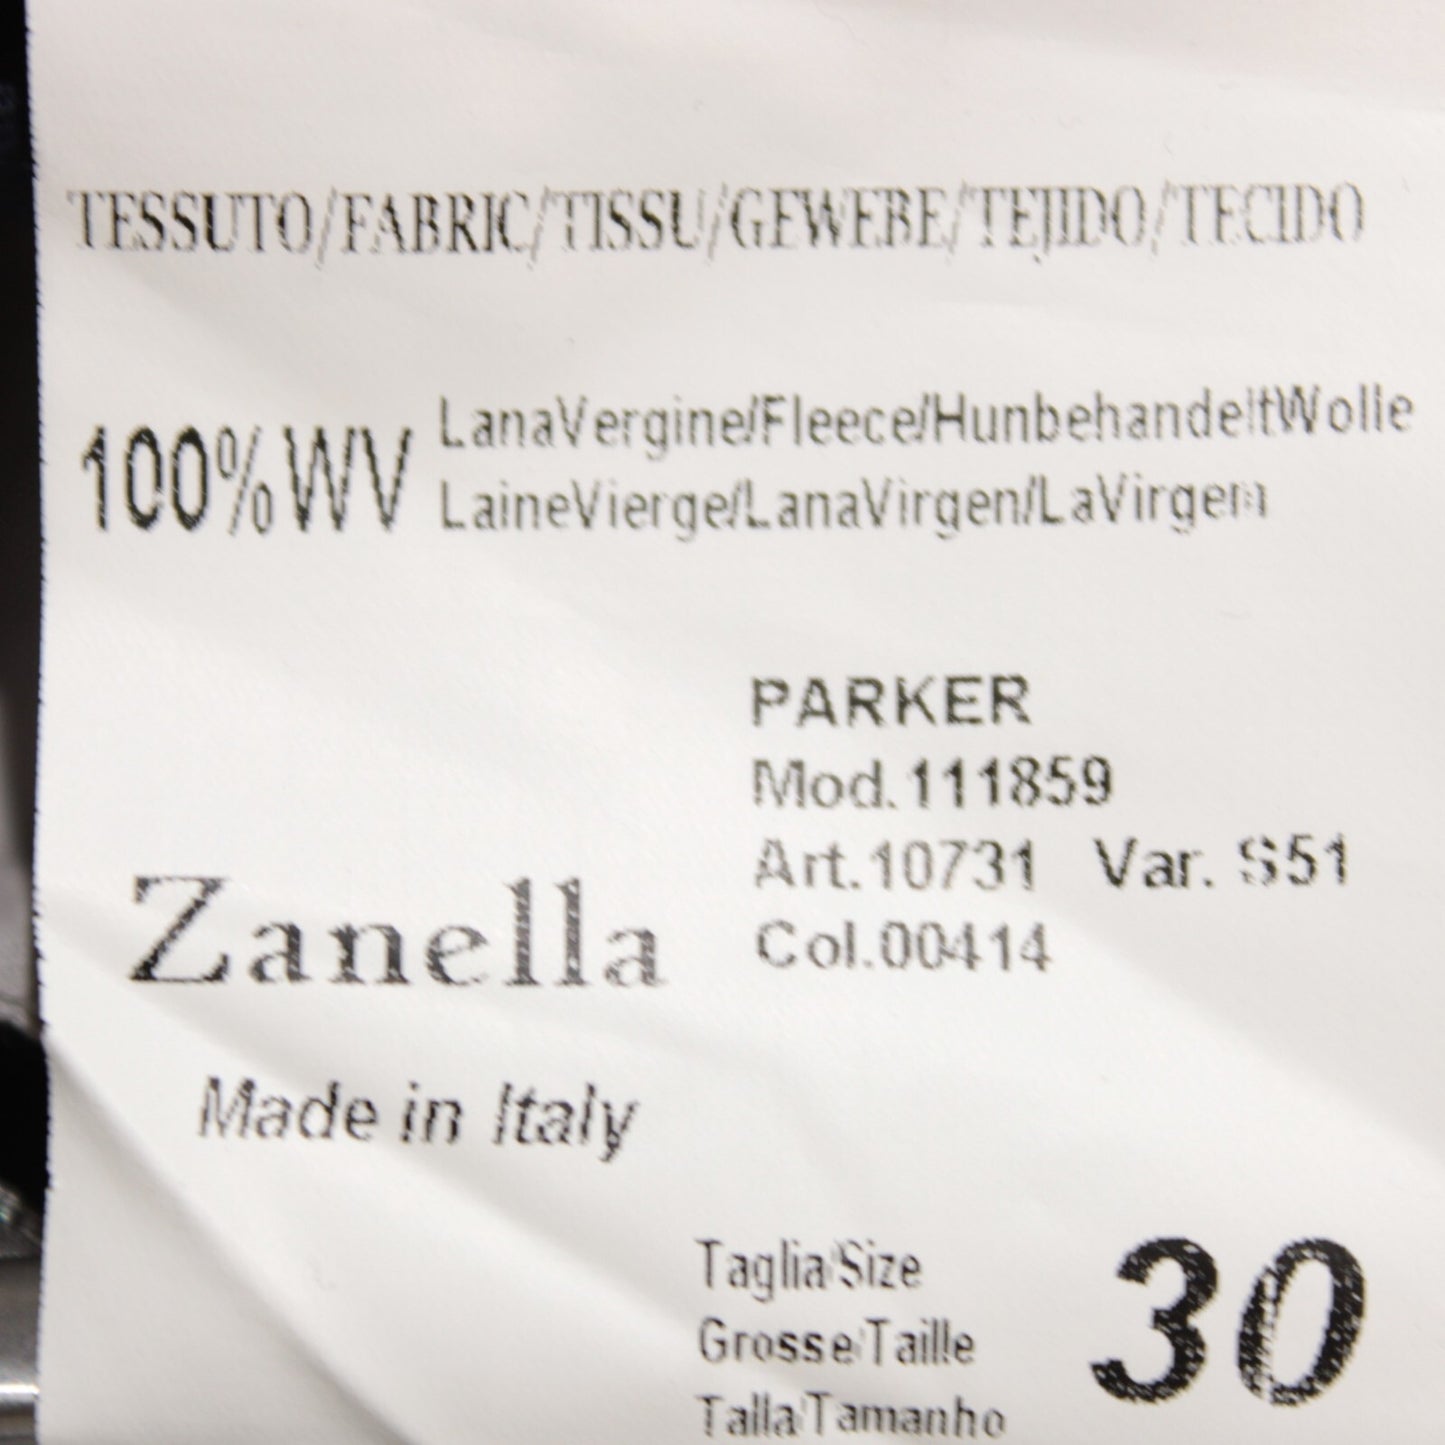 TESSUTO/FABRIC/TISSU/GEWEBE/TEJIDO/TECIDO
100%WV
LanaVergine/Fleece/HunbehandeltWolle
LaineVierge/LanaVirgen/LaVirgem
PARKER
Mod.111859
Art.10731 Var. S51
Col.00414
Zanella
Made in Italy
Taglia/Size
Grosse/Taille
Talla/Tamanho
30